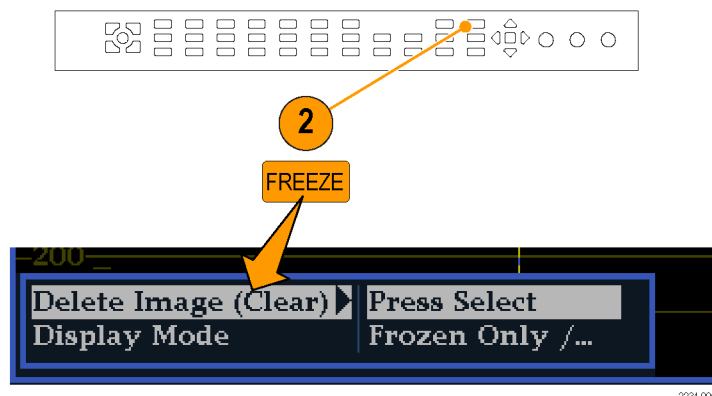 2
FREEZE
-200
Delete Image (Clear) Press Select
Display Mode Frozen Only /...